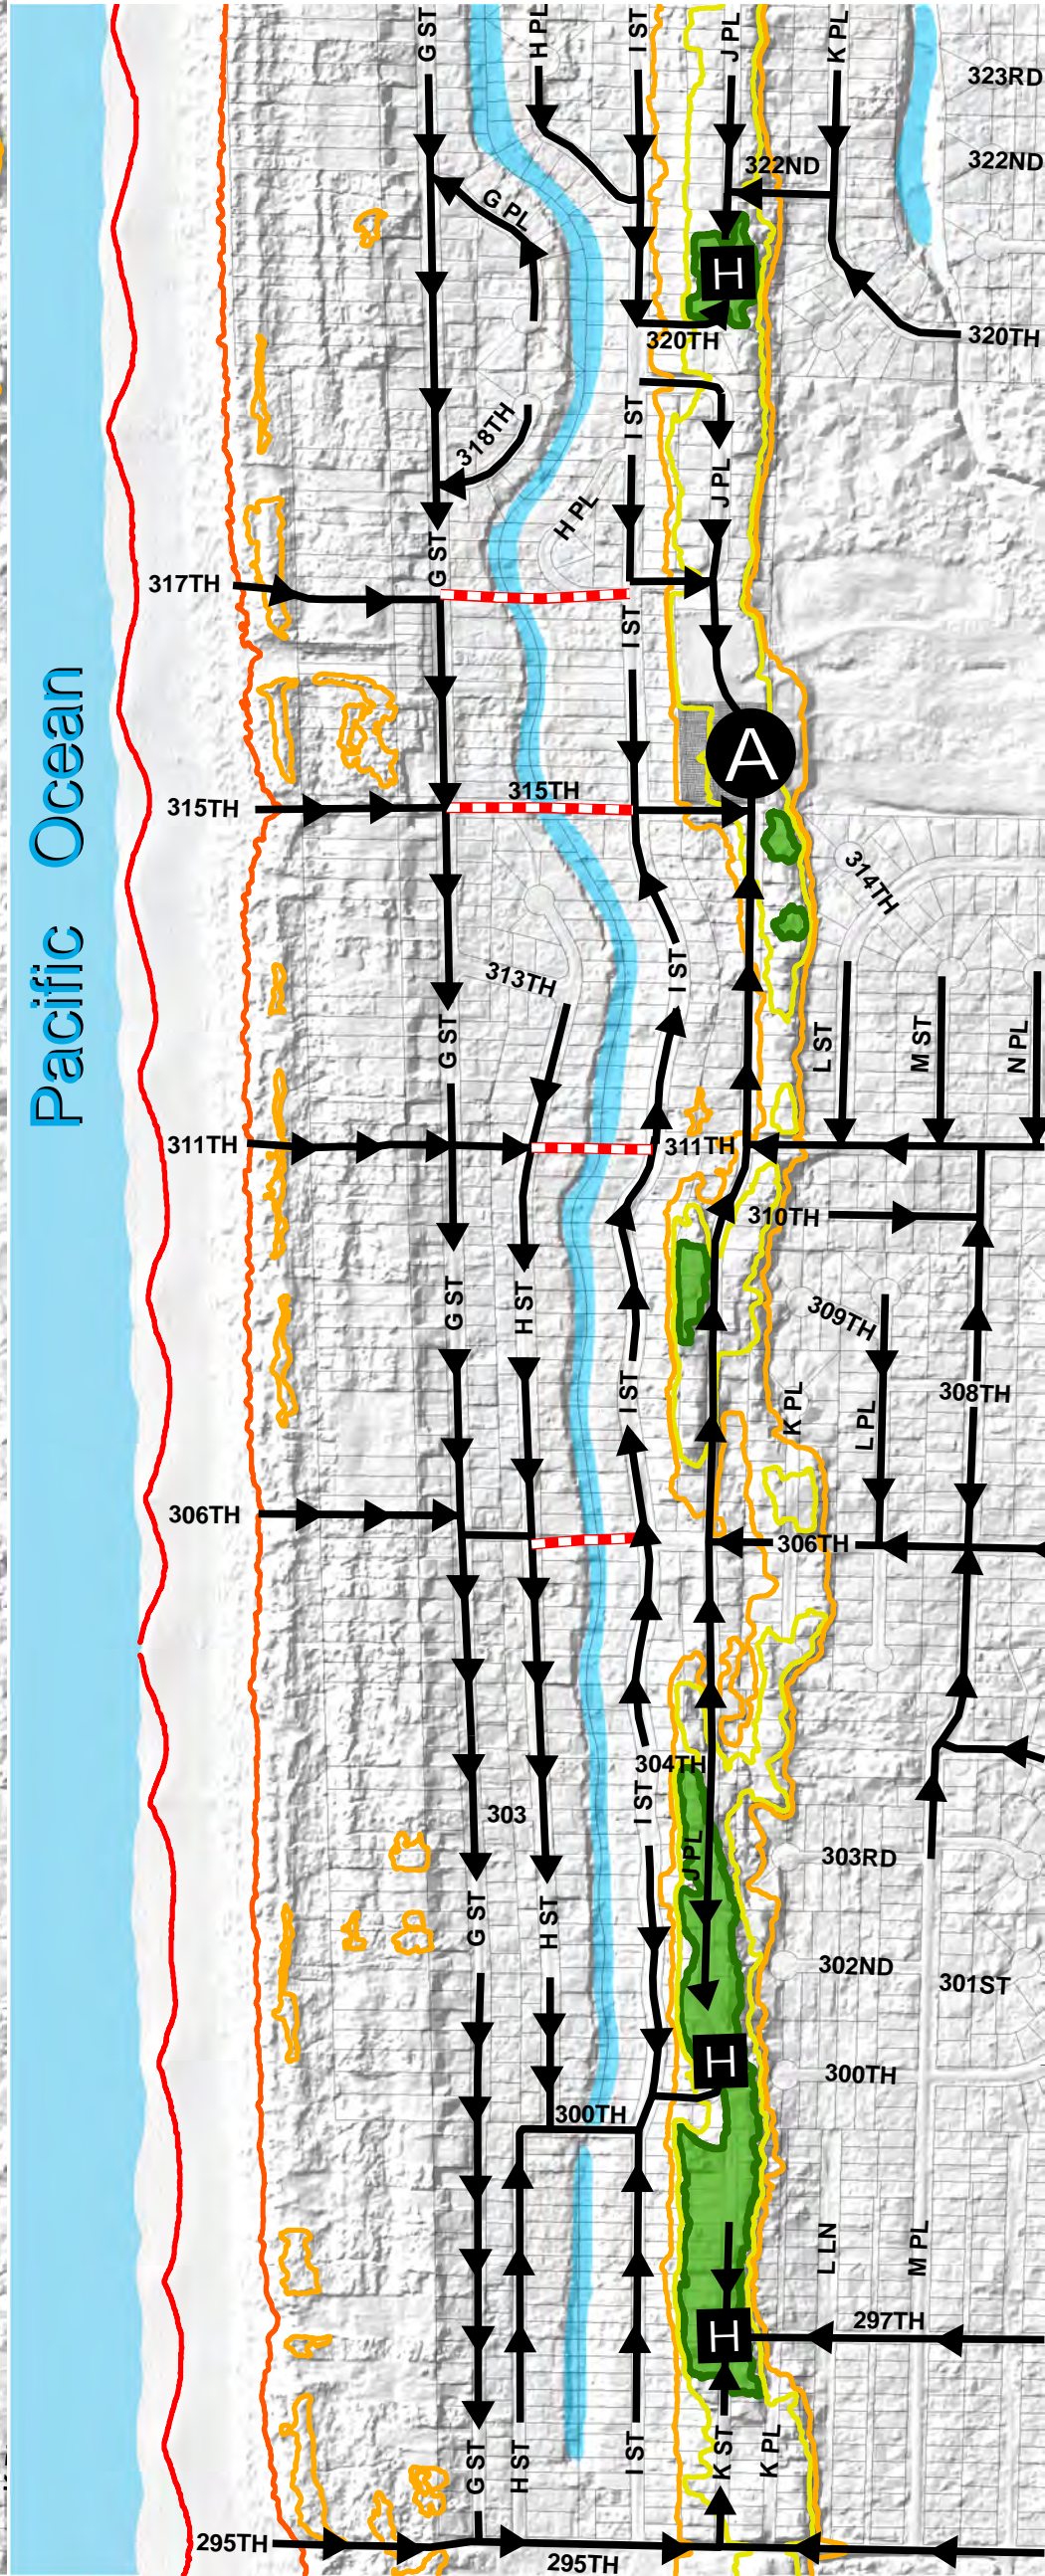 G ST
H PL
I ST
J PL
K PL
323RD
322ND
322ND
G PL
H
320TH
320TH
I ST
318TH
J PL
H PL
G ST
317TH
I ST
Pacific Ocean
A
315TH
315TH
314TH
I ST
313TH
G ST
L ST
M ST
N PL
311TH
311TH
310TH
G ST
H ST
309TH
I ST
K PL
L PL
308TH
306TH
306TH
304TH
I ST
303
J PL
303RD
G ST
H ST
302ND
301ST
H
300TH
300TH
L LN
M PL
H
297TH
G ST
H ST
I ST
K ST
K PL
295TH
295TH